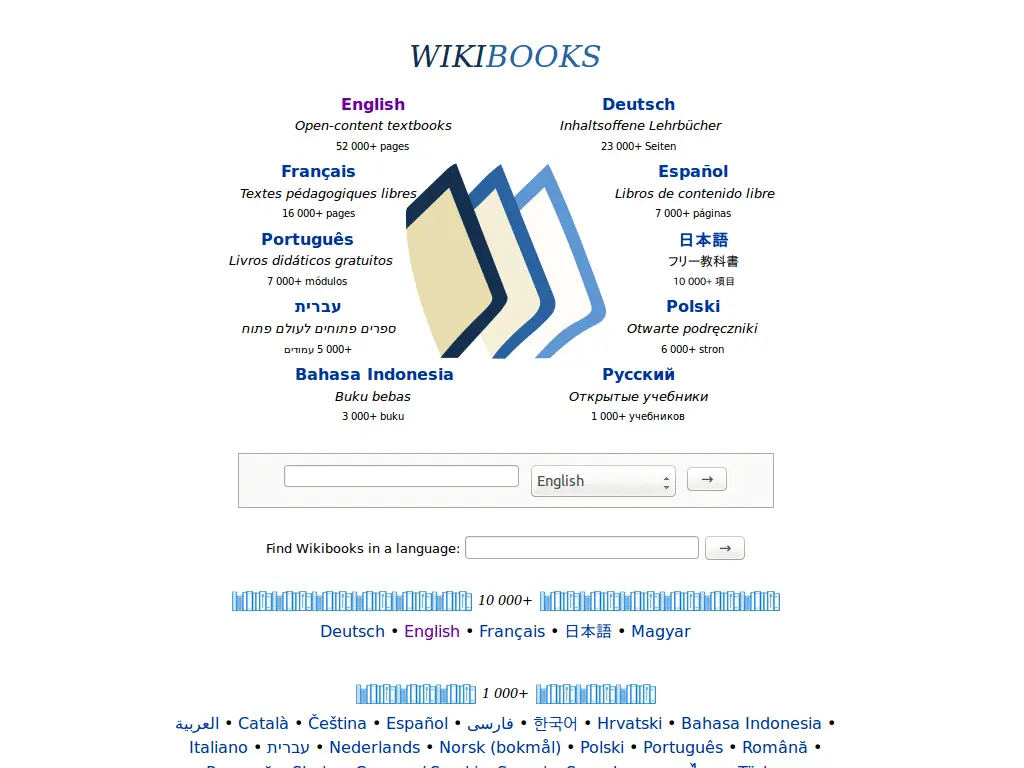 WIKIBOOKS
English
Open-content textbooks
52 000+ pages
Deutsch
Inhaltsoffene Lehrbücher
23 000+ Seiten
Français
Textes pédagogiques libres
16 000+ pages
Español
Libros de contenido libre
7 000+ páginas
Português
Livros didáticos gratuitos
7 000+ módulos
日本語
フリー教科書
10 000+ 項目
עברית
ספרים פתוחים לעולם פתוח
5 000+ עמודים
Polski
Otwarte podręczniki
6 000+ stron
Bahasa Indonesia
Buku bebas
3 000+ buku
Русский
Открытые учебники
1 000+ учебников
English →
Find Wikibooks in a language: →
10 000+
Deutsch • English • Français • 日本語 • Magyar
1 000+
العربية • Català • Čeština • Español • فارسی • 한국어 • Hrvatski • Bahasa Indonesia •
Italiano • עברית • Nederlands • Norsk (bokmål) • Polski • Português • Română •